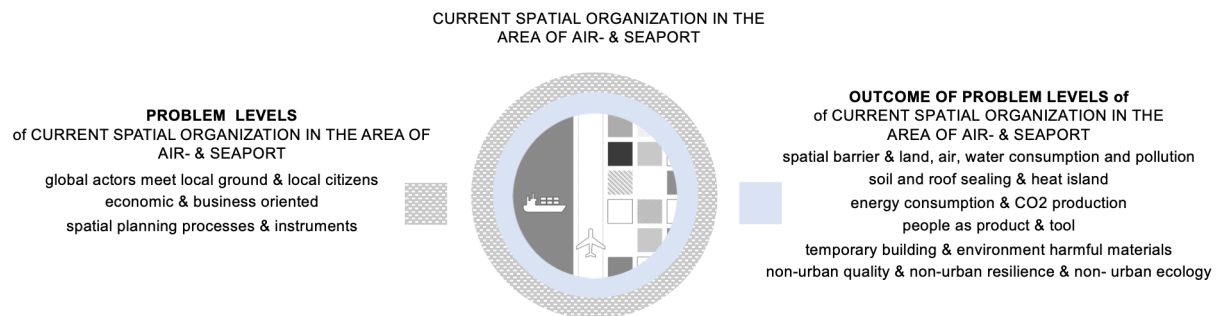 CURRENT SPATIAL ORGANIZATION IN THE
AREA OF AIR- & SEAPORT
PROBLEM LEVELS
of CURRENT SPATIAL ORGANIZATION IN THE AREA OF
AIR- & SEAPORT
global actors meet local ground & local citizens
economic & business oriented
spatial planning processes & instruments
OUTCOME OF PROBLEM LEVELS of
of CURRENT SPATIAL ORGANIZATION IN THE
AREA OF AIR- & SEAPORT
spatial barrier & land, air, water consumption and pollution
soil and roof sealing & heat island
energy consumption & CO2 production
people as product & tool
temporary building & environment harmful materials
non-urban quality & non-urban resilience & non- urban ecology